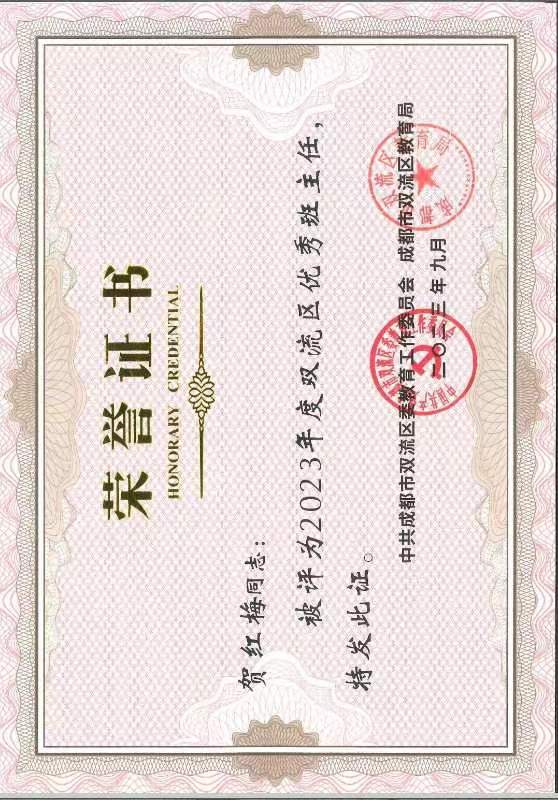 荣誉证书
HONORARY CREDENTIAL
贺红梅同志：
被评为2023年度双流区优秀班主任，
特发此证。
中共成都市双流区委教育工作委员会 成都市双流区教育局
二〇二三年九月